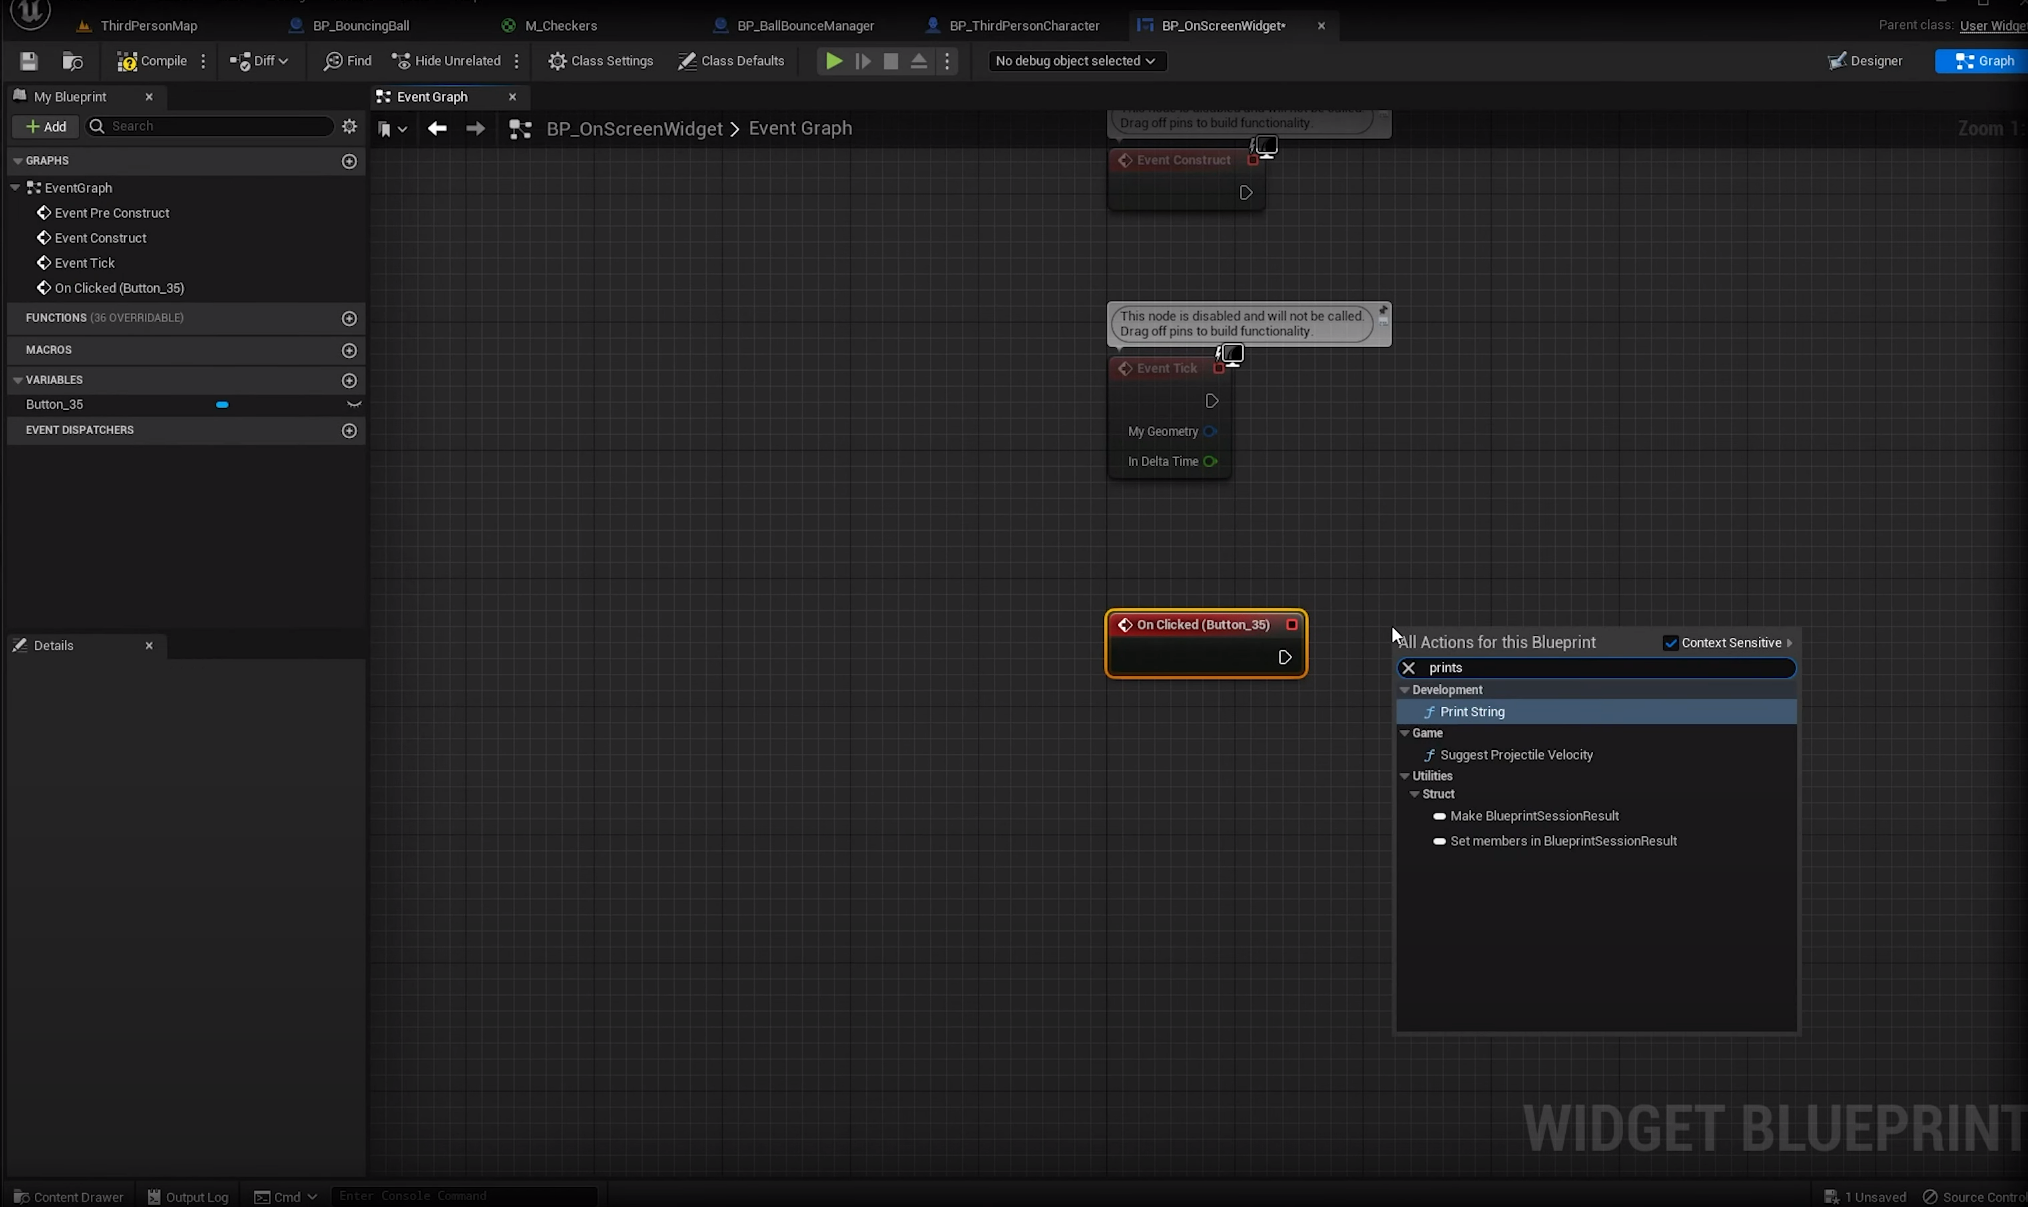 ThirdPersonMap
BP_BouncingBall
M_Checkers
BP_BallBounceManager
BP_ThirdPersonCharacter
BP_OnScreenWidget*
Parent class: User Widge
Compile
Diff
Find
Hide Unrelated
Class Settings
Class Defaults
No debug object selected
Designer
Graph
My Blueprint
Event Graph
Add
Search
BP_OnScreenWidget > Event Graph
Zoom 1:
GRAPHS
EventGraph
Event Pre Construct
Event Construct
Event Tick
On Clicked (Button_35)
FUNCTIONS (36 OVERRIDABLE)
MACROS
VARIABLES
Button_35
EVENT DISPATCHERS
Details
Drag off pins to build functionality.
Event Construct
This node is disabled and will not be called.
Drag off pins to build functionality.
Event Tick
My Geometry
In Delta Time
On Clicked (Button_35)
All Actions for this Blueprint
Context Sensitive
prints
Development
Print String
Game
Suggest Projectile Velocity
Utilities
Struct
Make BlueprintSessionResult
Set members in BlueprintSessionResult
WIDGET BLUEPRINT
Content Drawer
Output Log
Cmd
Enter Console Command
1 Unsaved
Source Control